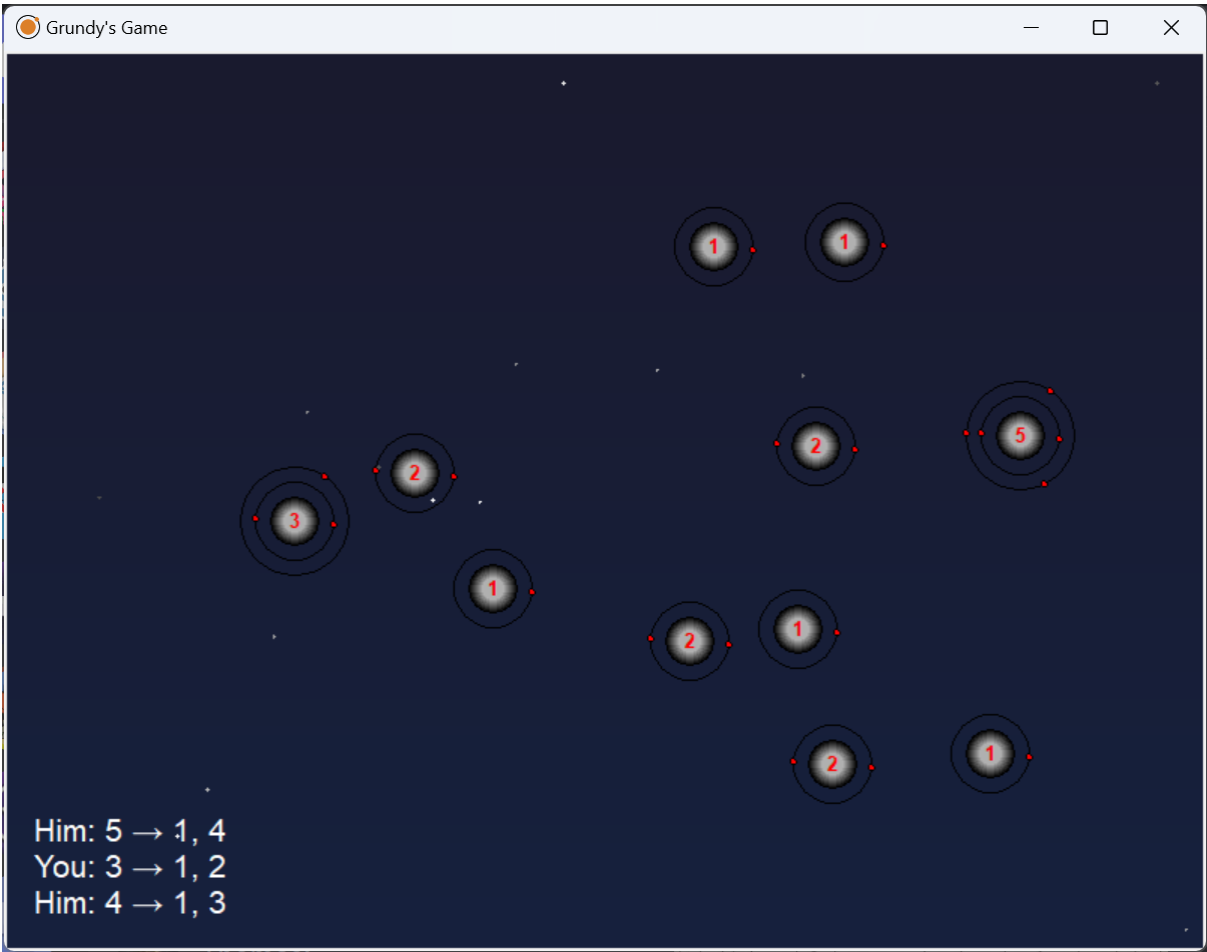 Grundy's Game
1 1
2 5
2
3
1
2 1
2 1
Him: 5 → 1, 4
You: 3 → 1, 2
Him: 4 → 1, 3